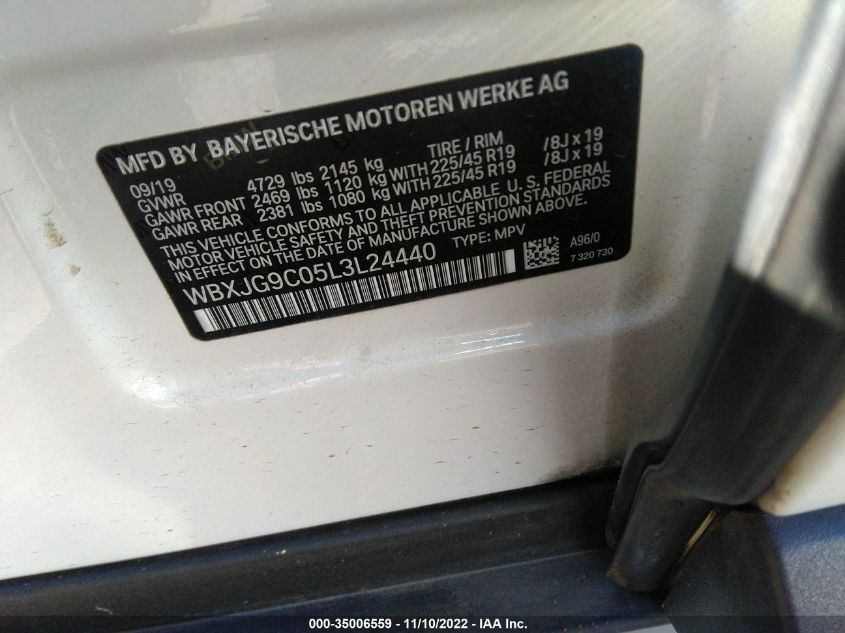 MFD BY BAYERISCHE MOTOREN WERKE AG
09/19 TIRE / RIM
GVWR 4729 lbs 2145 kg
GAWR FRONT 2469 lbs 1120 kg WITH 225/45 R19 /8J x 19
GAWR REAR 2381 lbs 1080 kg WITH 225/45 R19 /8J x 19
THIS VEHICLE CONFORMS TO ALL APPLICABLE U. S. FEDERAL
MOTOR VEHICLE SAFETY AND THEFT PREVENTION STANDARDS
IN EFFECT ON THE DATE OF MANUFACTURE SHOWN ABOVE.
WBXJG9C05L3L24440 TYPE: MPV A96/0
7 320 730
000-35006559 - 11/10/2022 - IAA Inc.